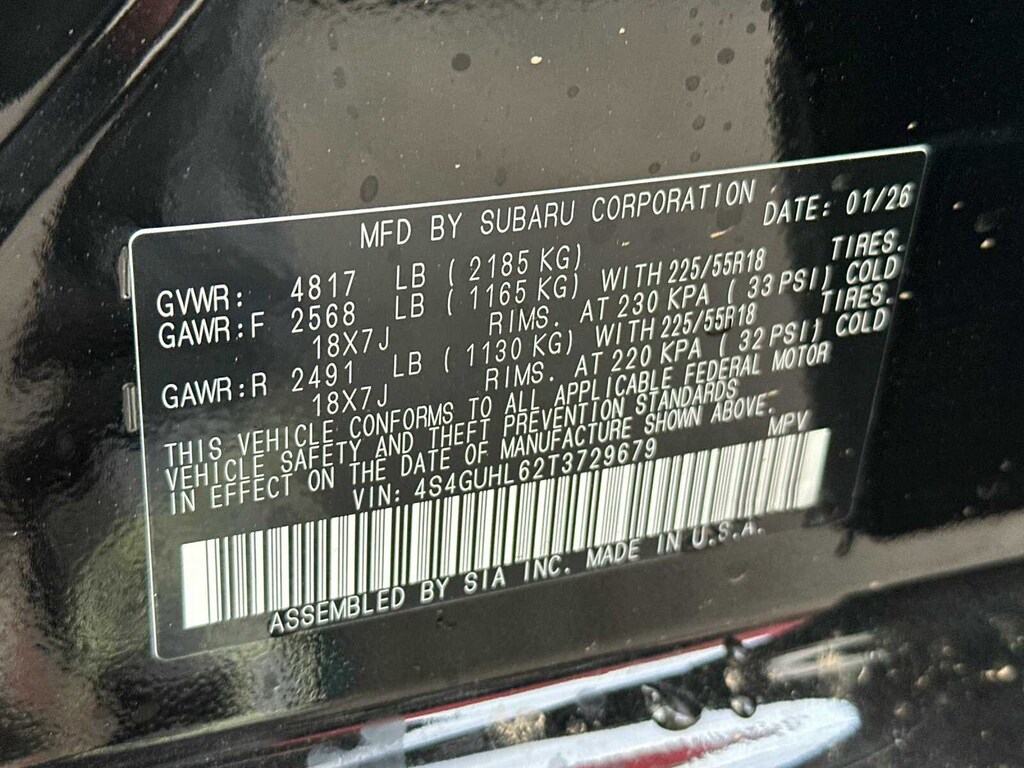 MFD BY SUBARU CORPORATION DATE: 01/26
GVWR: 4817 LB ( 2185 KG)
GAWR:F 2568 LB ( 1165 KG) WITH 225/55R18 TIRES.
18X7J RIMS. AT 230 KPA ( 33 PSI) COLD
GAWR:R 2491 LB ( 1130 KG) WITH 225/55R18 TIRES.
18X7J RIMS. AT 220 KPA ( 32 PSI) COLD
THIS VEHICLE CONFORMS TO ALL APPLICABLE FEDERAL MOTOR
VEHICLE SAFETY AND THEFT PREVENTION STANDARDS
IN EFFECT ON THE DATE OF MANUFACTURE SHOWN ABOVE.
VIN: 4S4GUHL62T3729679 MPV
ASSEMBLED BY SIA INC. MADE IN U.S.A.